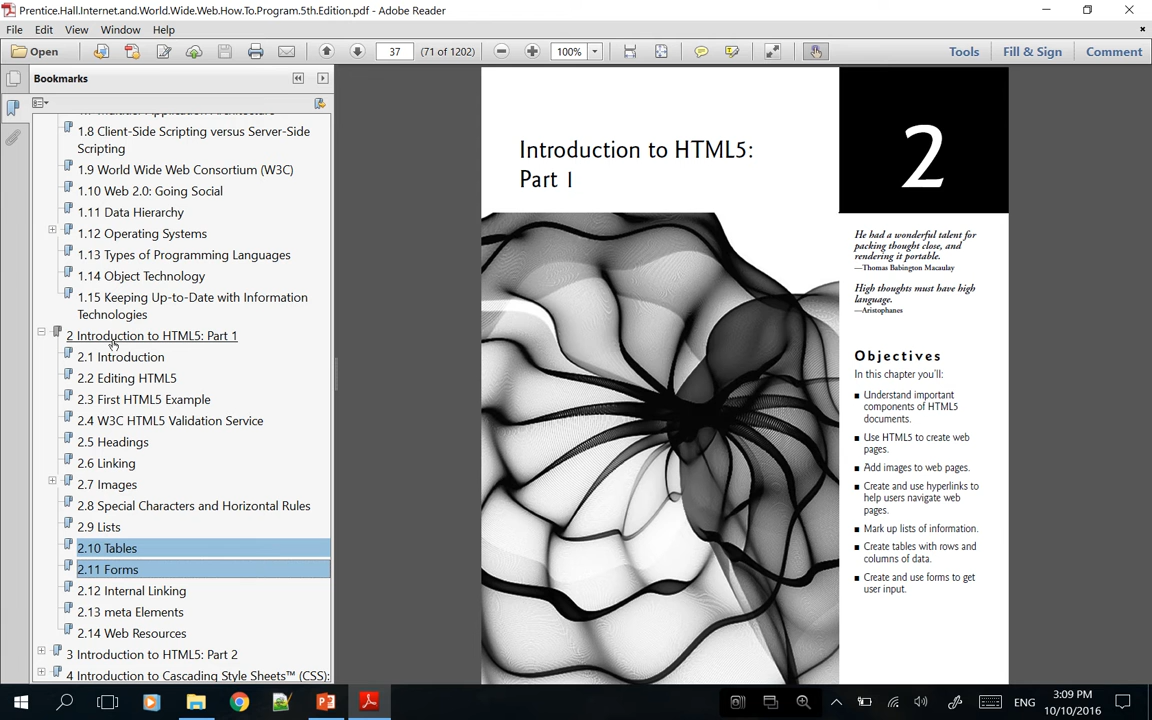 Prentice.Hall.Internet.and.World.Wide.Web.How.To.Program.5th.Edition.pdf - Adobe Reader
File Edit View Window Help
Open 37 (71 of 1202) 100% Tools Fill & Sign Comment
Bookmarks
1.8 Client-Side Scripting versus Server-Side
Scripting
1.9 World Wide Web Consortium (W3C)
1.10 Web 2.0: Going Social
1.11 Data Hierarchy
1.12 Operating Systems
1.13 Types of Programming Languages
1.14 Object Technology
1.15 Keeping Up-to-Date with Information
Technologies
2 Introduction to HTML5: Part 1
2.1 Introduction
2.2 Editing HTML5
2.3 First HTML5 Example
2.4 W3C HTML5 Validation Service
2.5 Headings
2.6 Linking
2.7 Images
2.8 Special Characters and Horizontal Rules
2.9 Lists
2.10 Tables
2.11 Forms
2.12 Internal Linking
2.13 meta Elements
2.14 Web Resources
3 Introduction to HTML5: Part 2
4 Introduction to Cascading Style Sheets™ (CSS):
Introduction to HTML5:
Part 1
2
He had a wonderful talent for
packing thought close, and
rendering it portable.
—Thomas Babington Macaulay
High thoughts must have high
language.
—Aristophanes
Objectives
In this chapter you'll:
■ Understand important
components of HTML5
documents.
■ Use HTML5 to create web
pages.
■ Add images to web pages.
■ Create and use hyperlinks to
help users navigate web
pages.
■ Mark up lists of information.
■ Create tables with rows and
columns of data.
■ Create and use forms to get
user input.
ENG
3:09 PM
10/10/2016